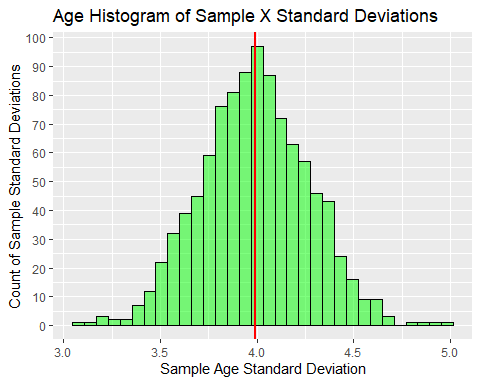 Age Histogram of Sample X Standard Deviations
Count of Sample Standard Deviations
100
90
80
70
60
50
40
30
20
10
0
3.0 3.5 4.0 4.5 5.0
Sample Age Standard Deviation